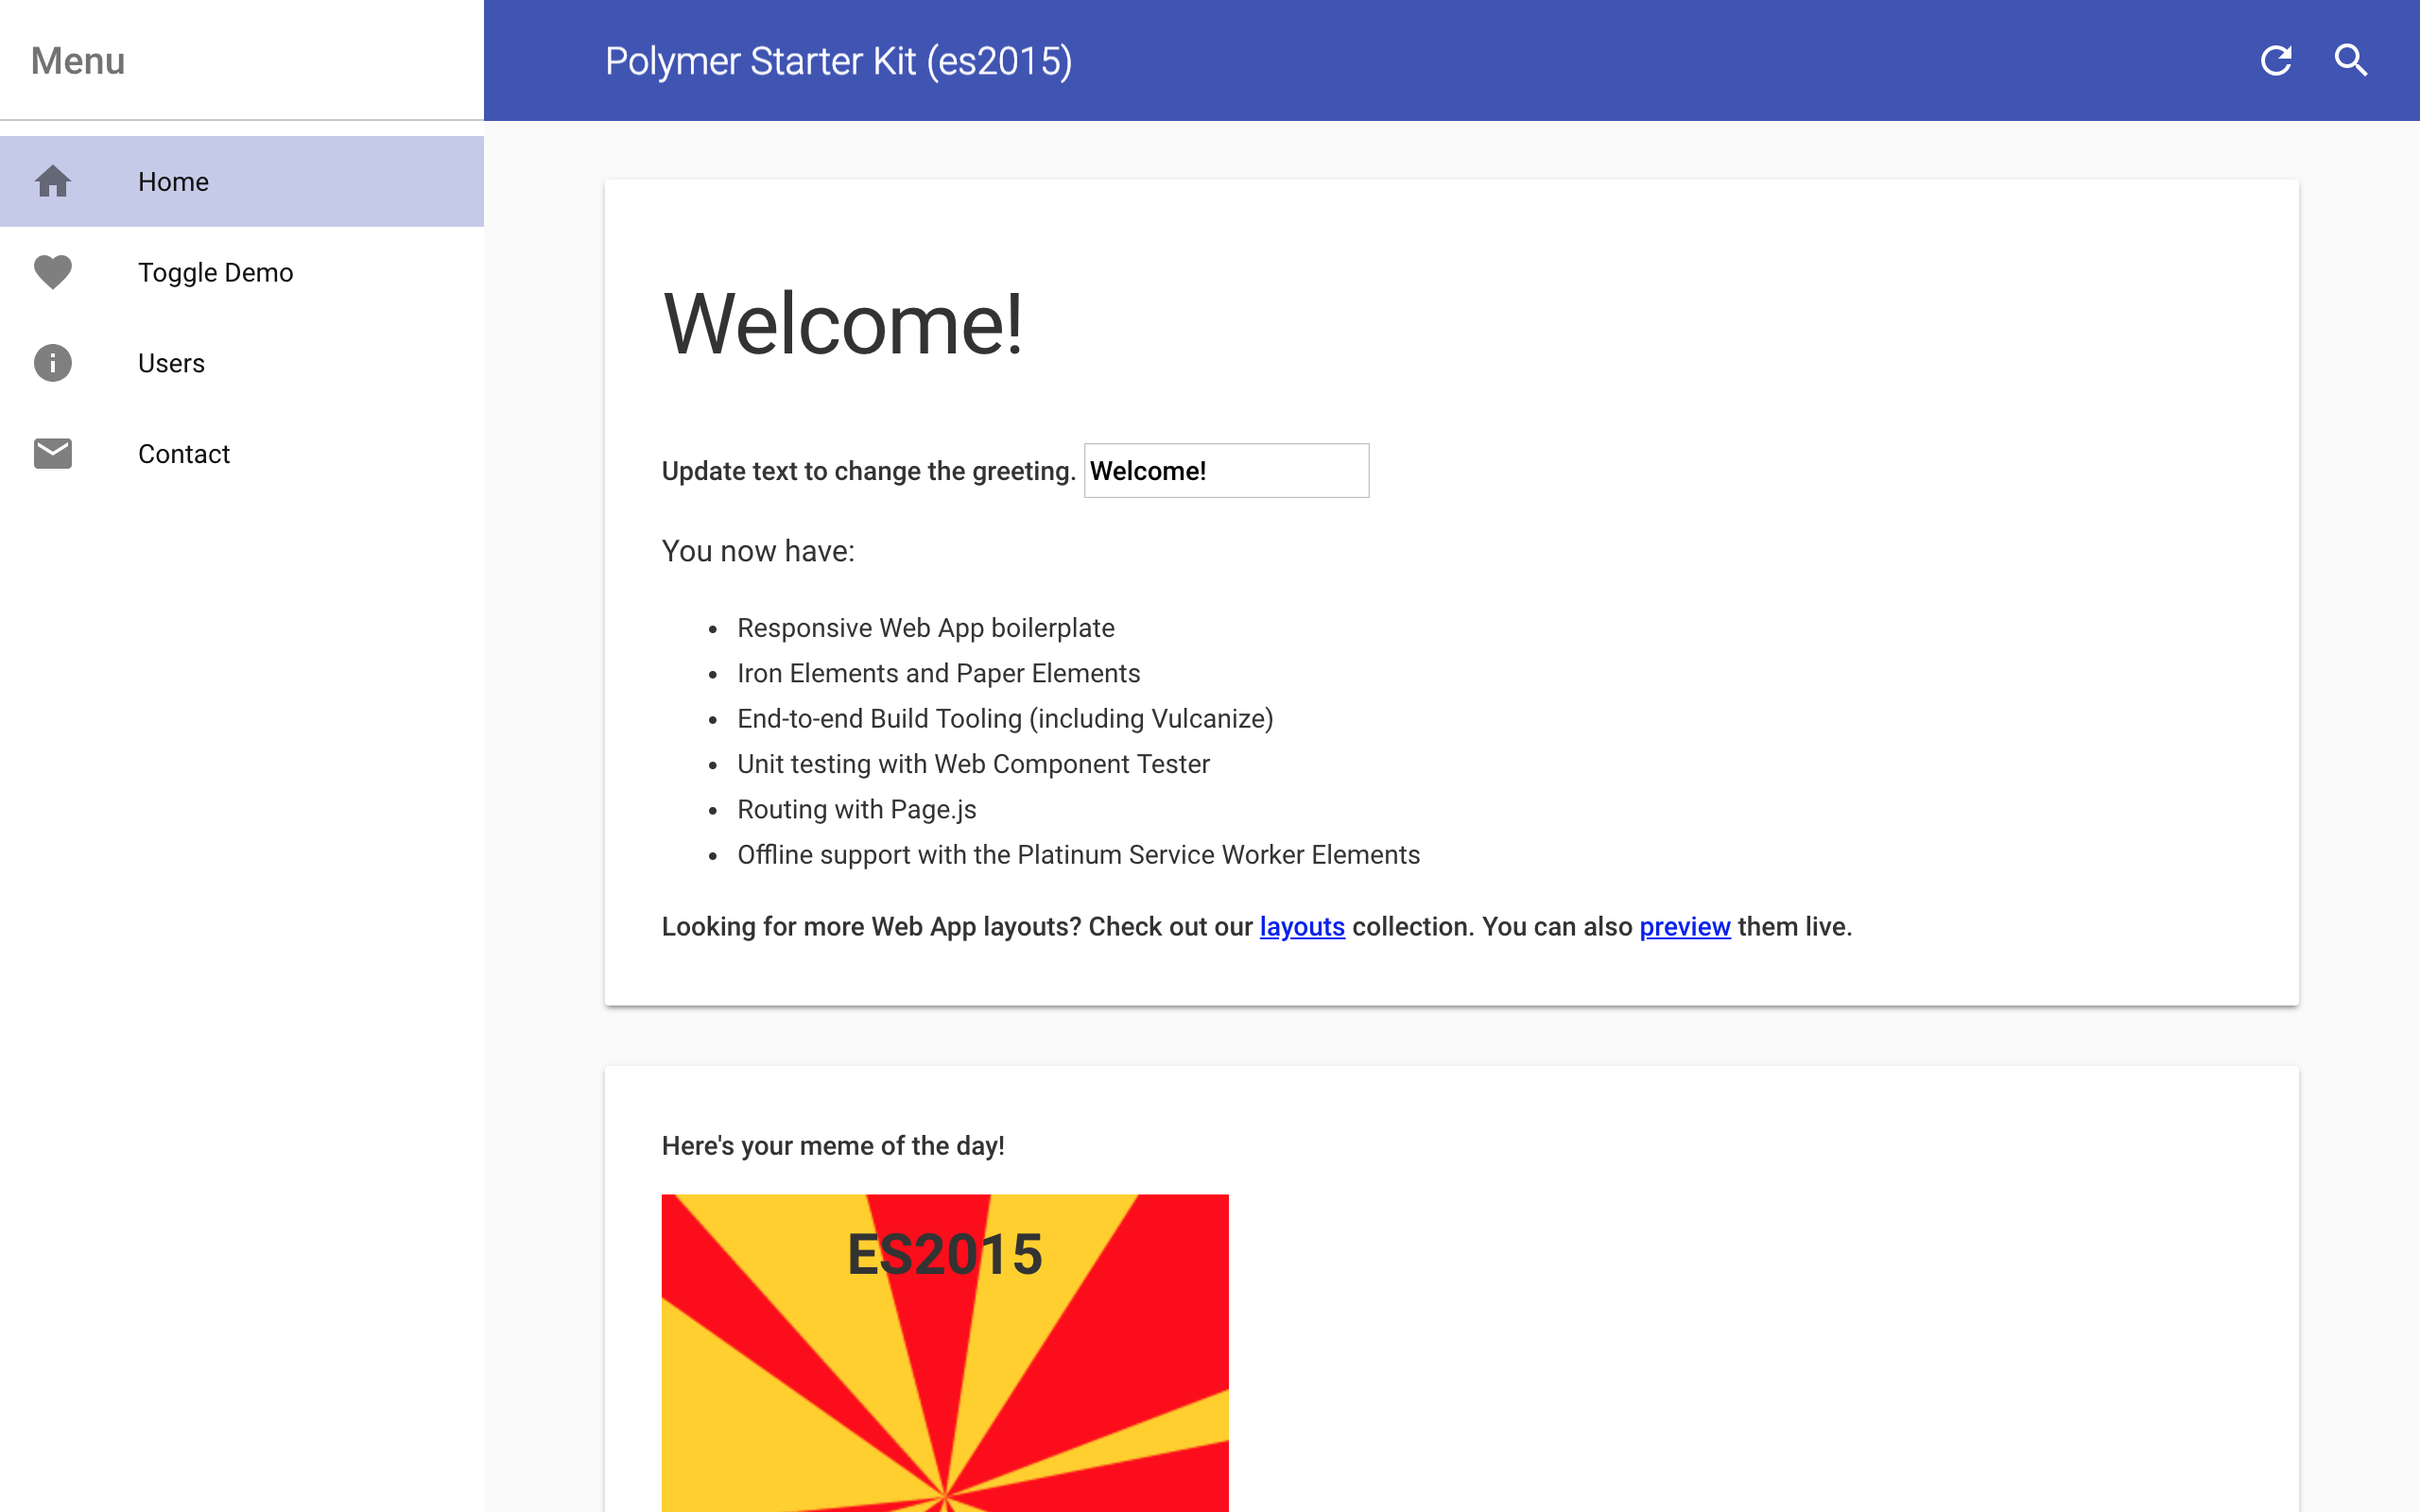 Menu
Polymer Starter Kit (es2015)
Home
Toggle Demo
Users
Contact
Welcome!
Update text to change the greeting. Welcome!
You now have:
• Responsive Web App boilerplate
• Iron Elements and Paper Elements
• End-to-end Build Tooling (including Vulcanize)
• Unit testing with Web Component Tester
• Routing with Page.js
• Offline support with the Platinum Service Worker Elements
Looking for more Web App layouts? Check out our layouts collection. You can also preview them live.
Here's your meme of the day!
ES2015